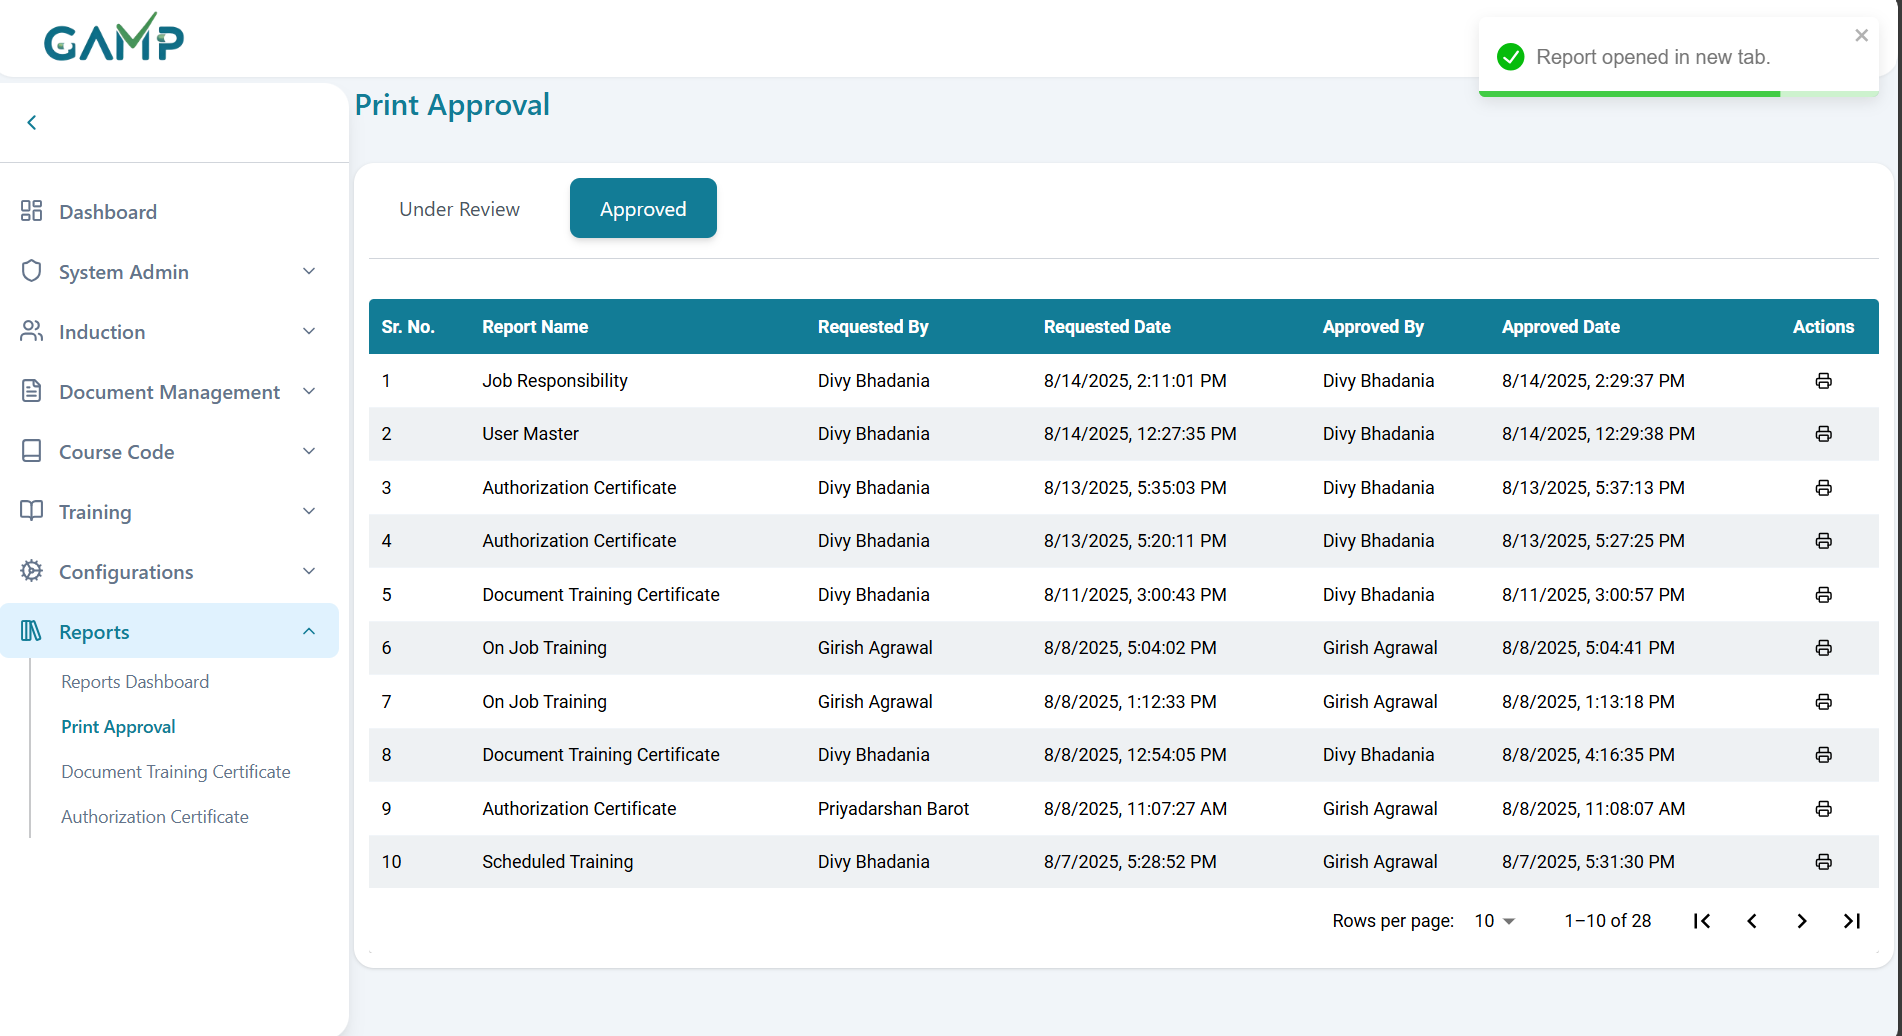 GAMP
Report opened in new tab.
Print Approval
Dashboard
System Admin
Induction
Document Management
Course Code
Training
Configurations
Reports
Reports Dashboard
Print Approval
Document Training Certificate
Authorization Certificate
Under Review Approved
Sr. No. Report Name Requested By Requested Date Approved By Approved Date Actions
1 Job Responsibility Divy Bhadania 8/14/2025, 2:11:01 PM Divy Bhadania 8/14/2025, 2:29:37 PM
2 User Master Divy Bhadania 8/14/2025, 12:27:35 PM Divy Bhadania 8/14/2025, 12:29:38 PM
3 Authorization Certificate Divy Bhadania 8/13/2025, 5:35:03 PM Divy Bhadania 8/13/2025, 5:37:13 PM
4 Authorization Certificate Divy Bhadania 8/13/2025, 5:20:11 PM Divy Bhadania 8/13/2025, 5:27:25 PM
5 Document Training Certificate Divy Bhadania 8/11/2025, 3:00:43 PM Divy Bhadania 8/11/2025, 3:00:57 PM
6 On Job Training Girish Agrawal 8/8/2025, 5:04:02 PM Girish Agrawal 8/8/2025, 5:04:41 PM
7 On Job Training Girish Agrawal 8/8/2025, 1:12:33 PM Girish Agrawal 8/8/2025, 1:13:18 PM
8 Document Training Certificate Divy Bhadania 8/8/2025, 12:54:05 PM Divy Bhadania 8/8/2025, 4:16:35 PM
9 Authorization Certificate Priyadarshan Barot 8/8/2025, 11:07:27 AM Girish Agrawal 8/8/2025, 11:08:07 AM
10 Scheduled Training Divy Bhadania 8/7/2025, 5:28:52 PM Girish Agrawal 8/7/2025, 5:31:30 PM
Rows per page: 10 1–10 of 28